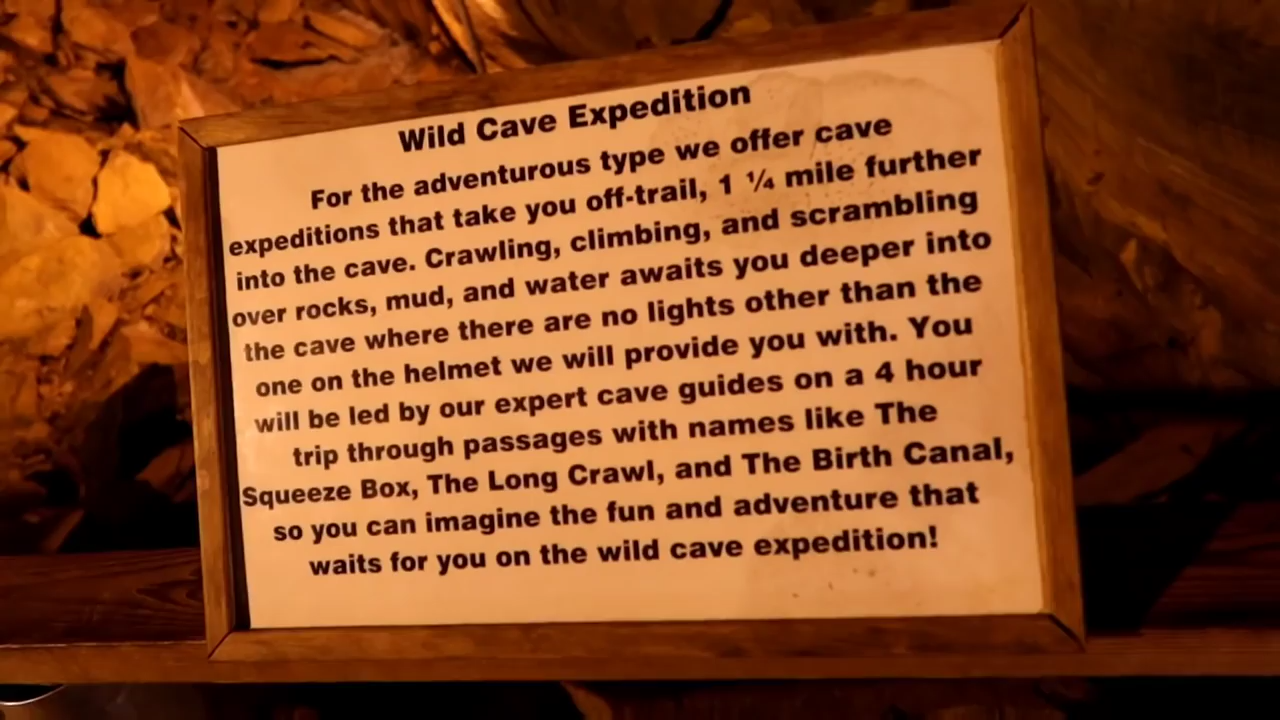 Wild Cave Expedition
For the adventurous type we offer cave
expeditions that take you off-trail, 1 ¼ mile further
into the cave. Crawling, climbing, and scrambling
over rocks, mud, and water awaits you deeper into
the cave where there are no lights other than the
one on the helmet we will provide you with. You
will be led by our expert cave guides on a 4 hour
trip through passages with names like The
Squeeze Box, The Long Crawl, and The Birth Canal,
so you can imagine the fun and adventure that
waits for you on the wild cave expedition!